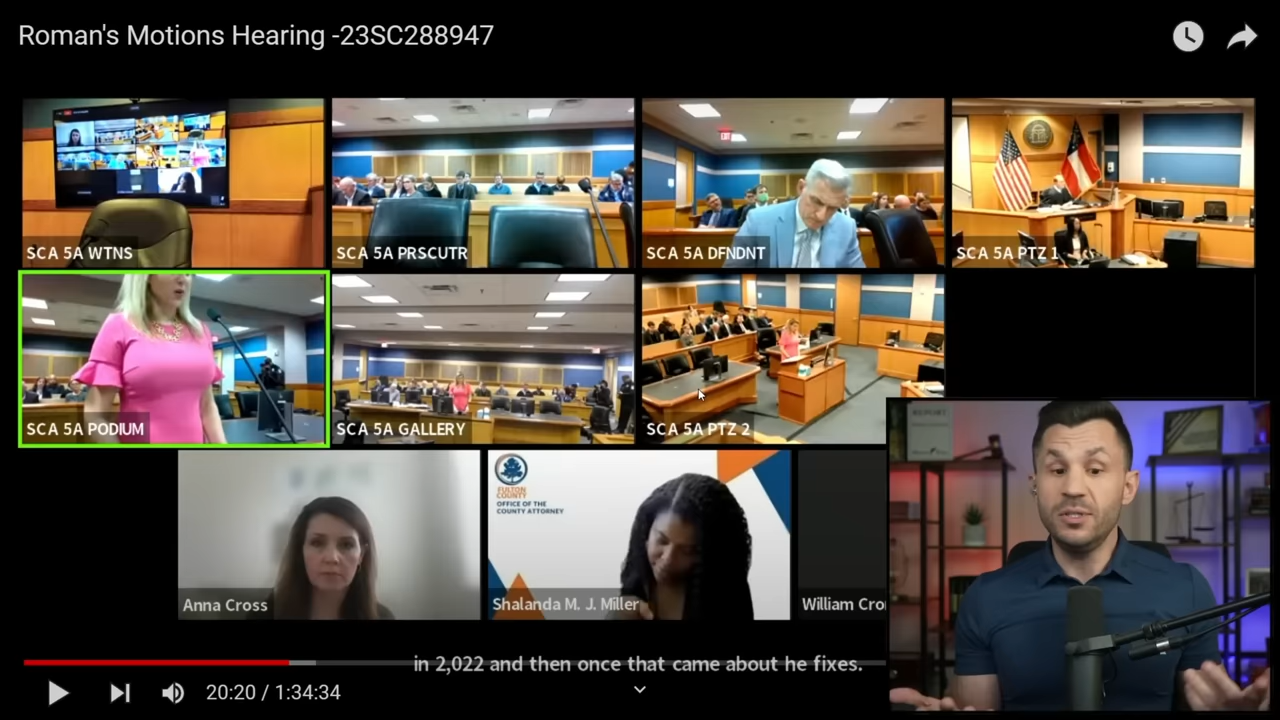 Roman's Motions Hearing -23SC288947
SCA 5A WTNS
SCA 5A PRSCUTR
SCA 5A DFNDNT
SCA 5A PTZ 1
SCA 5A PODIUM
SCA 5A GALLERY
SCA 5A PTZ 2
EXIT
FULTON
COUNTY
OFFICE OF THE
COUNTY ATTORNEY
Anna Cross
Shalanda M. J. Miller
William Cro
in 2,022 and then once that came about he fixes.
20:20 / 1:34:34